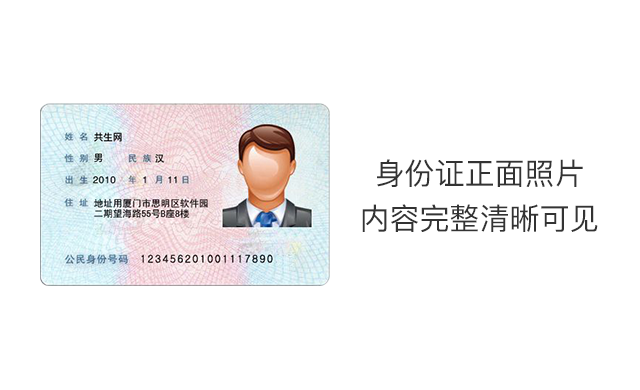 姓 名 共生网
性 别 男 民 族 汉
出 生 2010 年 1 月 11 日
住 址 地址用厦门市思明区软件园
二期望海路55号B座8楼
公民身份号码 123456201001117890
身份证正面照片
内容完整清晰可见